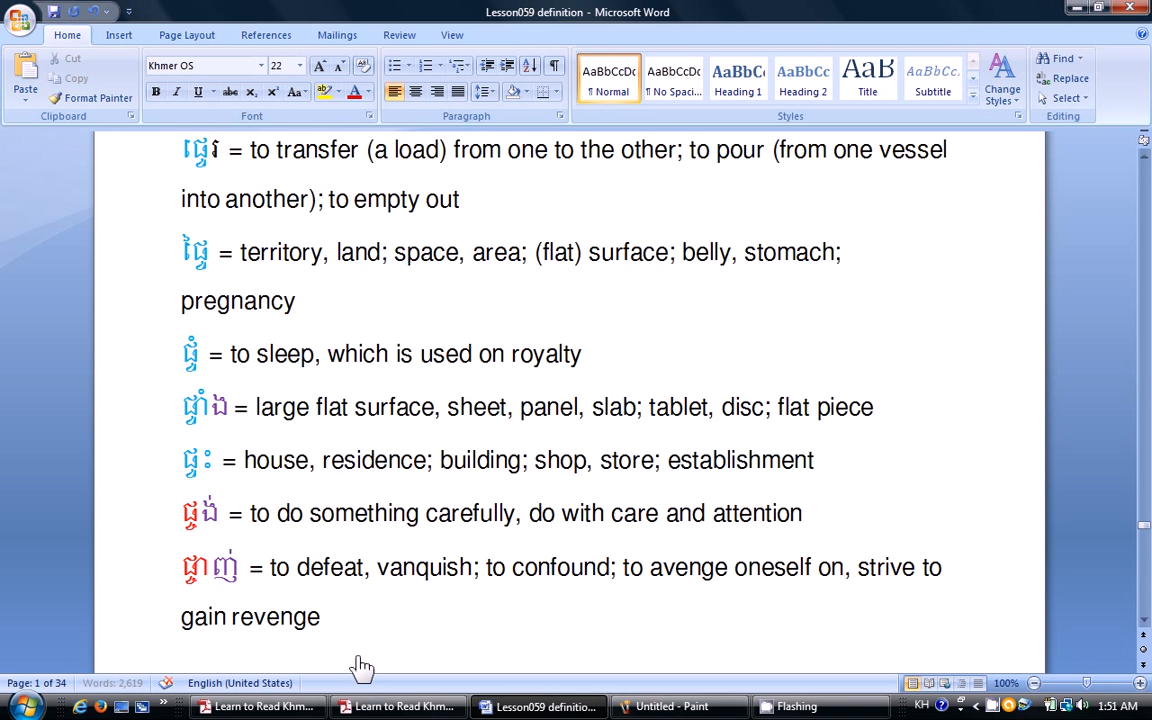 Lesson059 definition - Microsoft Word
Home Insert Page Layout References Mailings Review View
Paste Cut Copy Format Painter Clipboard
Khmer OS 22 Font
Paragraph
AaBbCcDc AaBbCcDc AaBbC AaBbCc AaB AaBbCc.
¶ Normal ¶ No Spaci... Heading 1 Heading 2 Title Subtitle Change Styles Styles
Find Replace Select Editing
ផ្ទេរ = to transfer (a load) from one to the other; to pour (from one vessel
into another); to empty out
ផ្ទៃ = territory, land; space, area; (flat) surface; belly, stomach;
pregnancy
ផ្ទំ = to sleep, which is used on royalty
ផ្ទាំង = large flat surface, sheet, panel, slab; tablet, disc; flat piece
ផ្ទះ = house, residence; building; shop, store; establishment
ផ្ចង់ = to do something carefully, do with care and attention
ផ្ចាញ់ = to defeat, vanquish; to confound; to avenge oneself on, strive to
gain revenge
Page: 1 of 34 Words: 2,619 English (United States) 100%
Learn to Read Khm... Learn to Read Khm... Lesson059 definitio... Untitled - Paint Flashing KH 1:51 AM